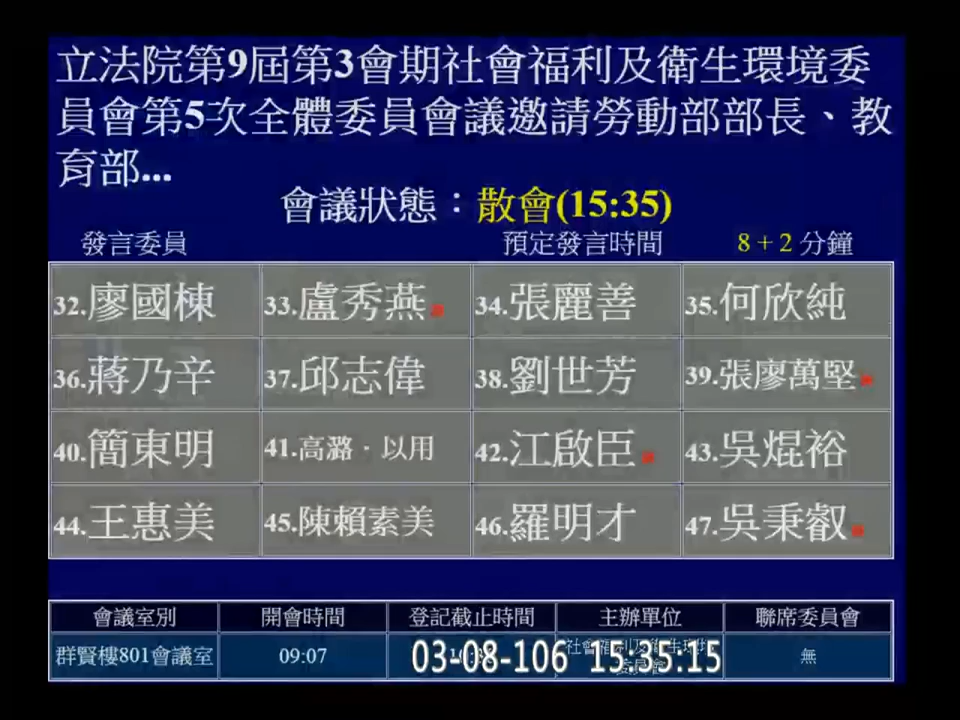 立法院第9屆第3會期社會福利及衛生環境委
員會第5次全體委員會議邀請勞動部部長、教
育部...
會議狀態：散會(15:35)
發言委員 預定發言時間 8 + 2 分鐘
32.廖國棟 33.盧秀燕 34.張麗善 35.何欣純
36.蔣乃辛 37.邱志偉 38.劉世芳 39.張廖萬堅
40.簡東明 41.高潞．以用 42.江啟臣 43.吳焜裕
44.王惠美 45.陳賴素美 46.羅明才 47.吳秉叡
會議室別 開會時間 登記截止時間 主辦單位 聯席委員會
群賢樓801會議室 09:07 03-08-106 15:35:15 無